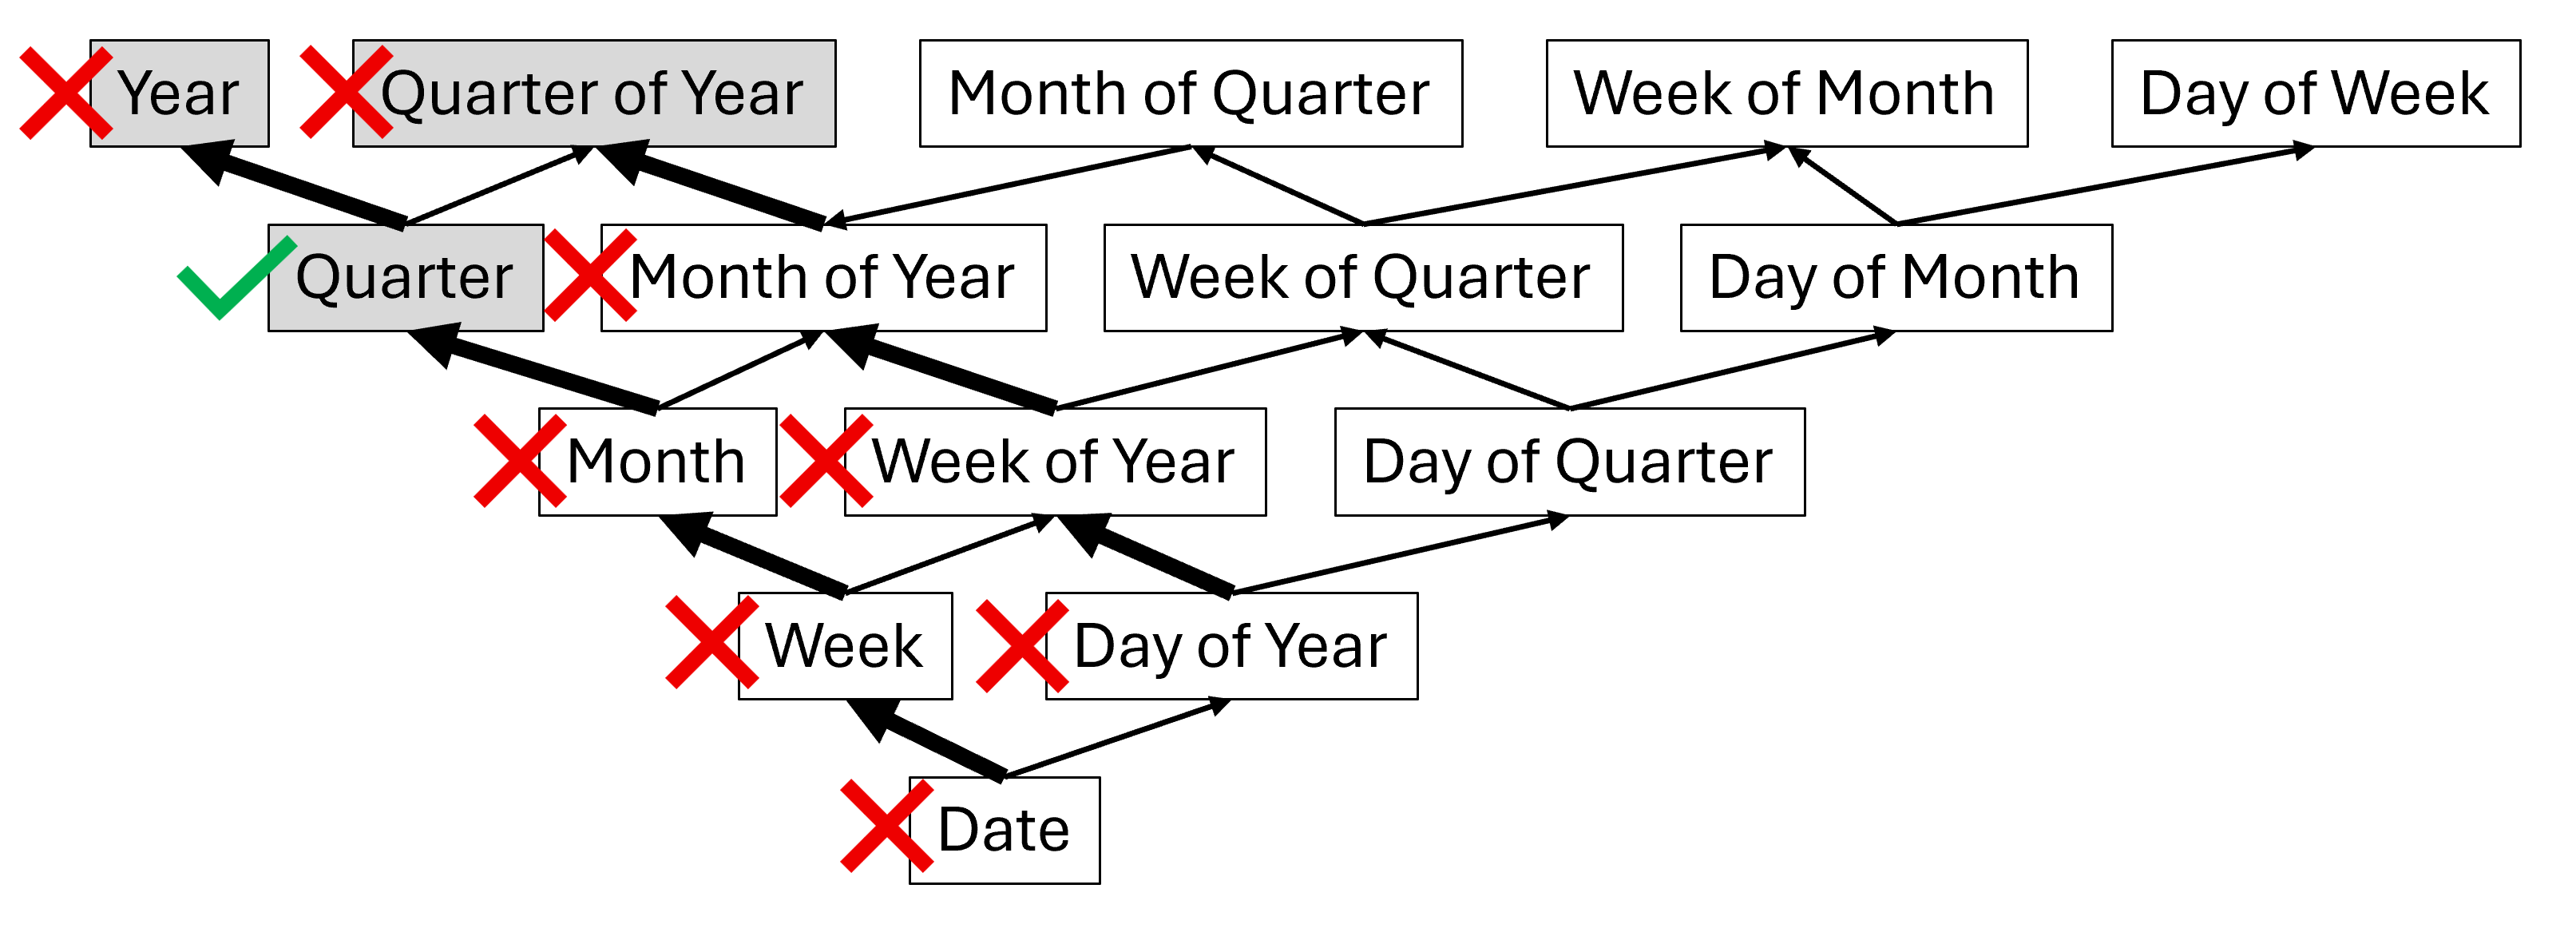 Year
Quarter of Year
Month of Quarter
Week of Month
Day of Week
Quarter
Month of Year
Week of Quarter
Day of Month
Month
Week of Year
Day of Quarter
Week
Day of Year
Date